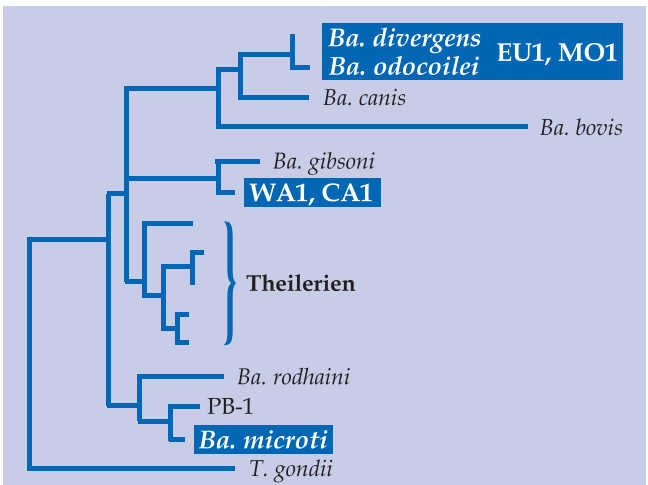 Ba. divergens
Ba. odocoilei EU1, MO1
Ba. canis
Ba. bovis
Ba. gibsoni
WA1, CA1
Theilerien
Ba. rodhaini
PB-1
Ba. microti
T. gondii